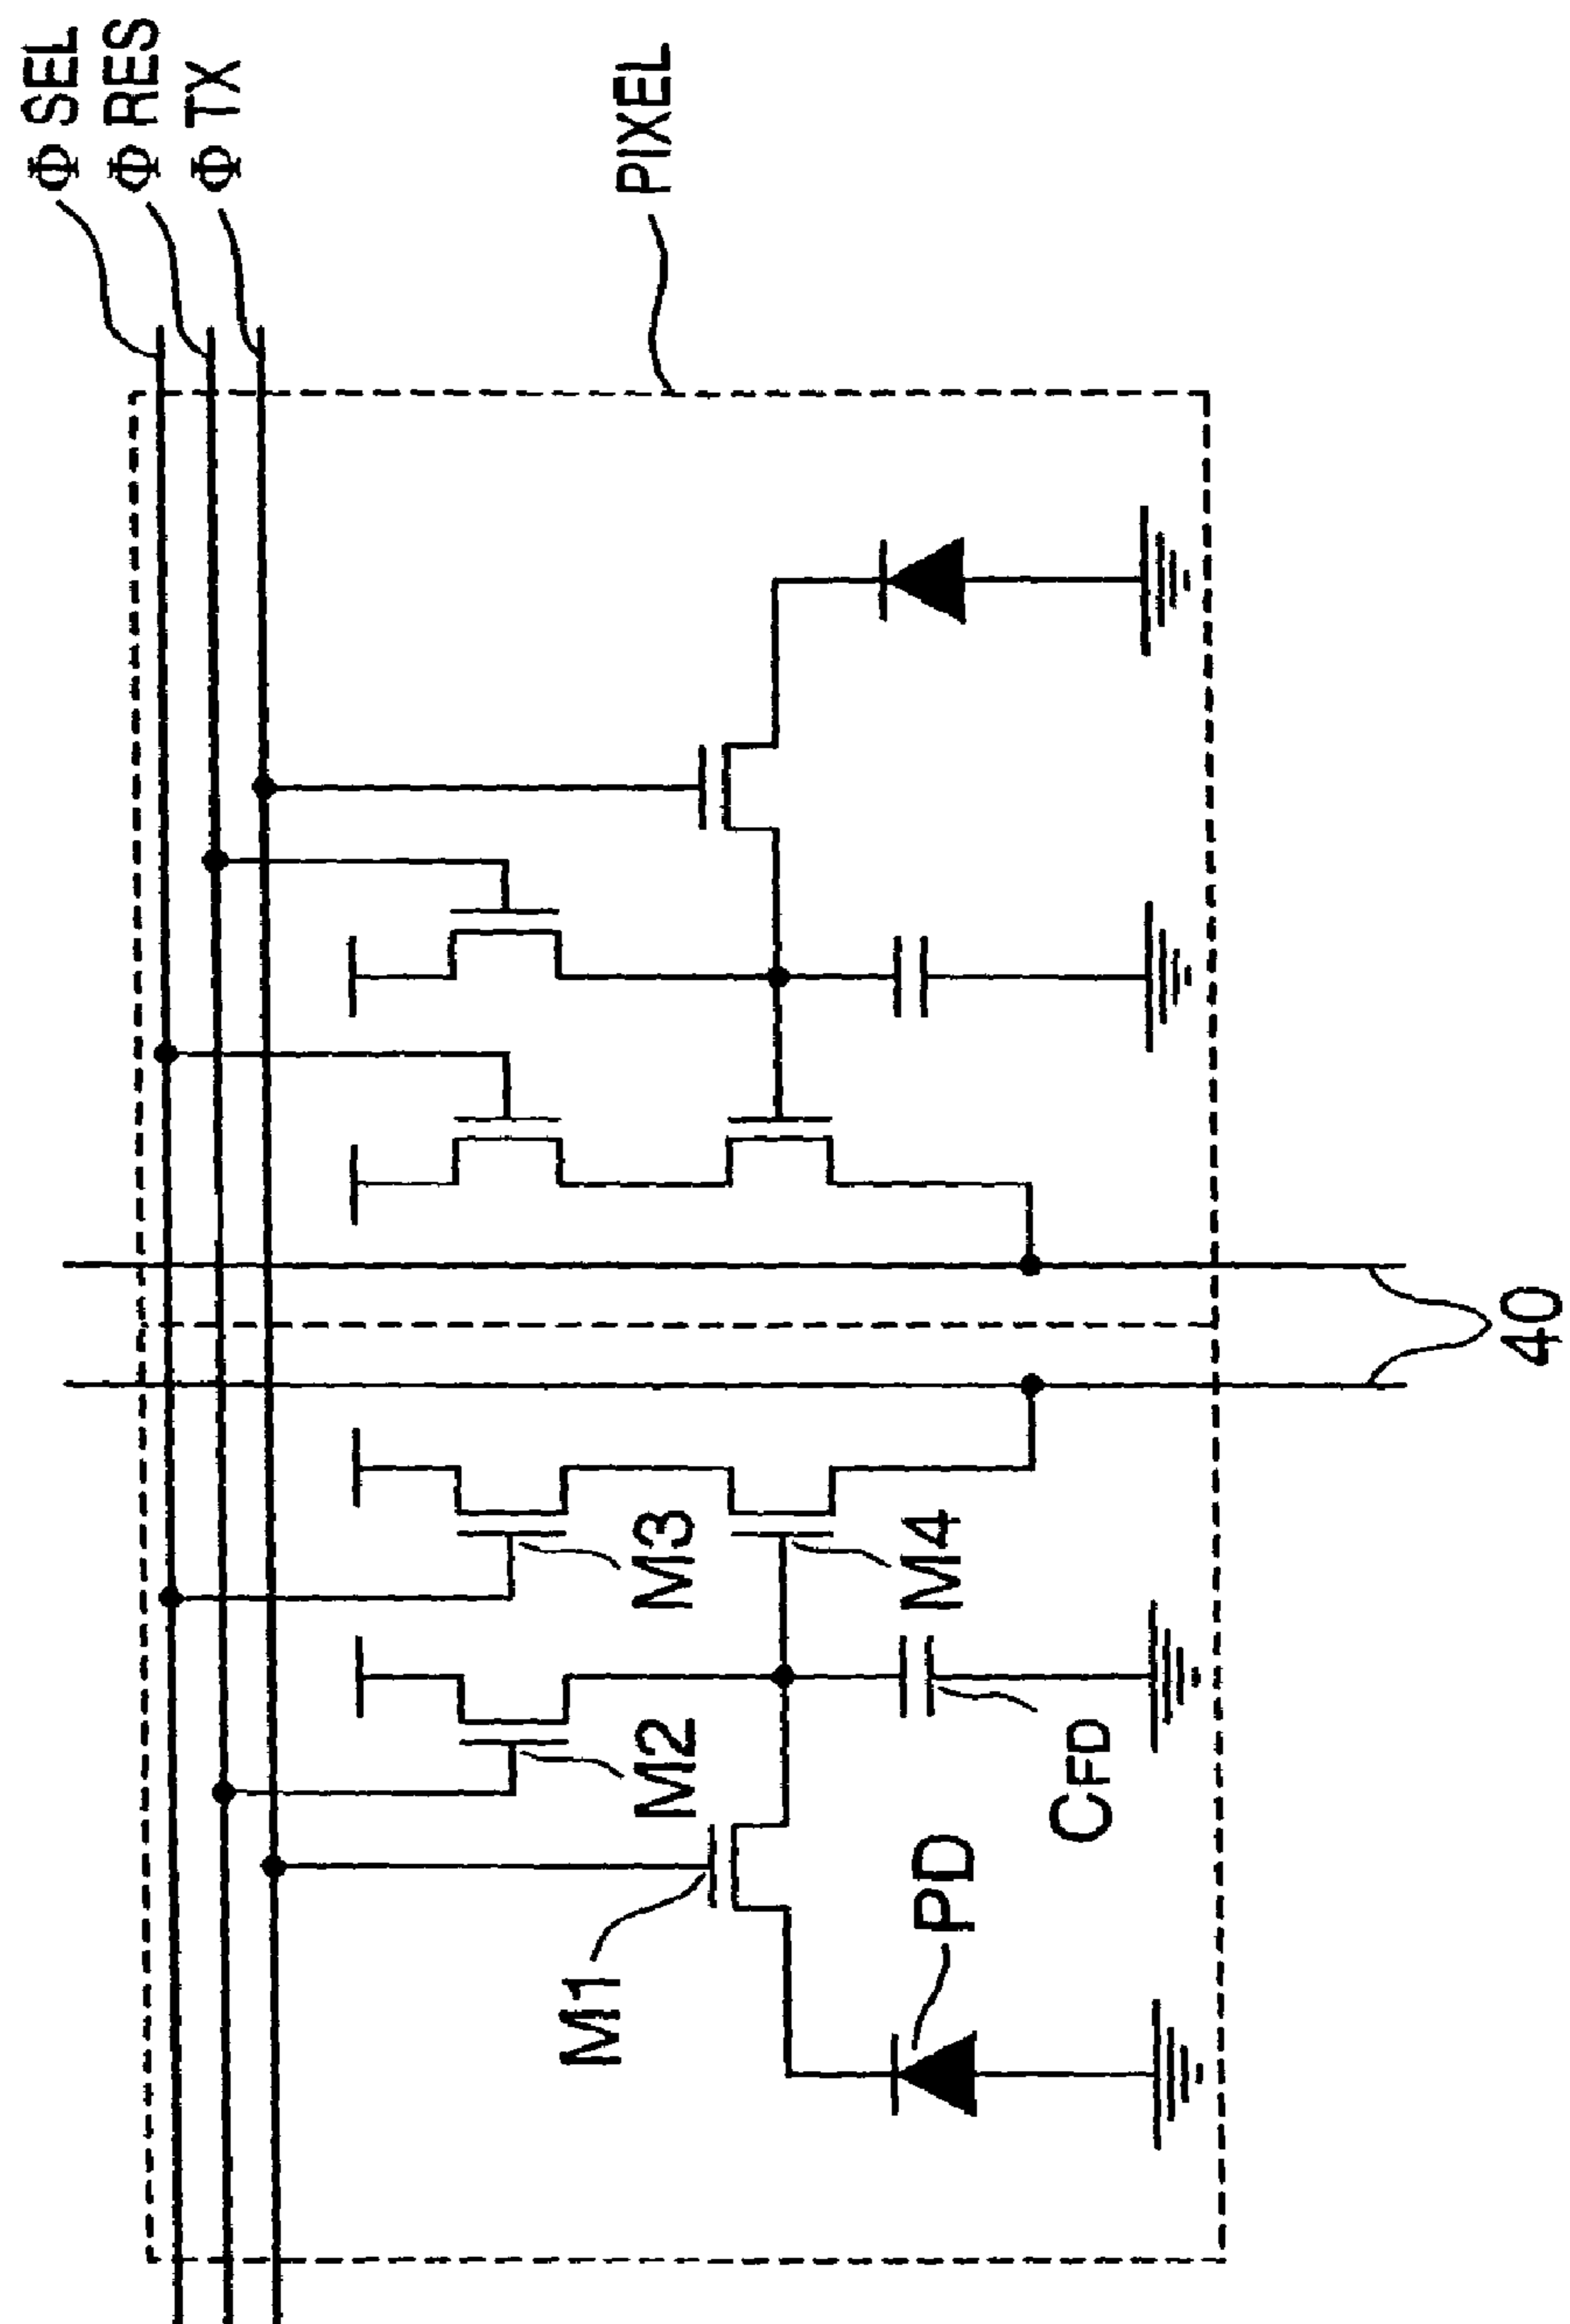 Φ SEL
Φ RES
Φ TX
PIXEL
M1
M2
M3
M4
PD
CFD
40